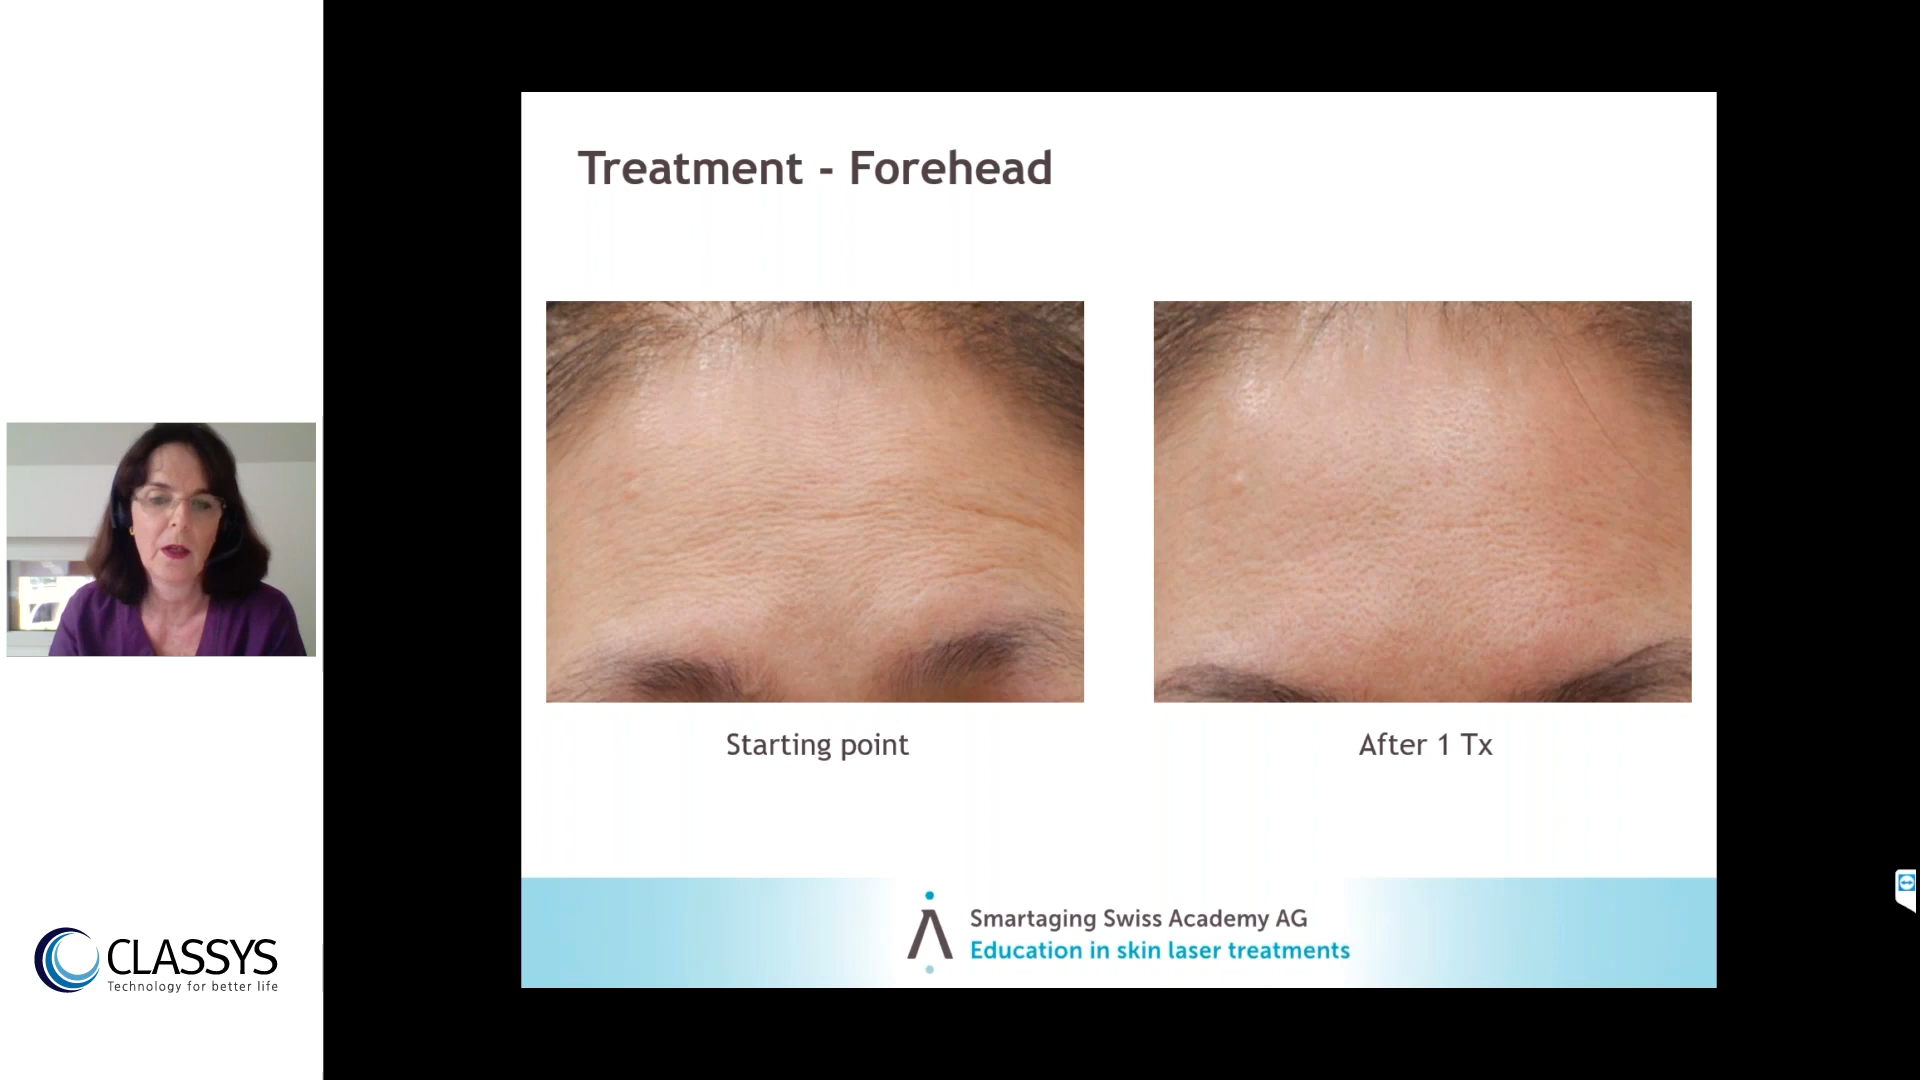 Treatment - Forehead
Starting point
After 1 Tx
Smartaging Swiss Academy AG
Education in skin laser treatments
CLASSYS
Technology for better life